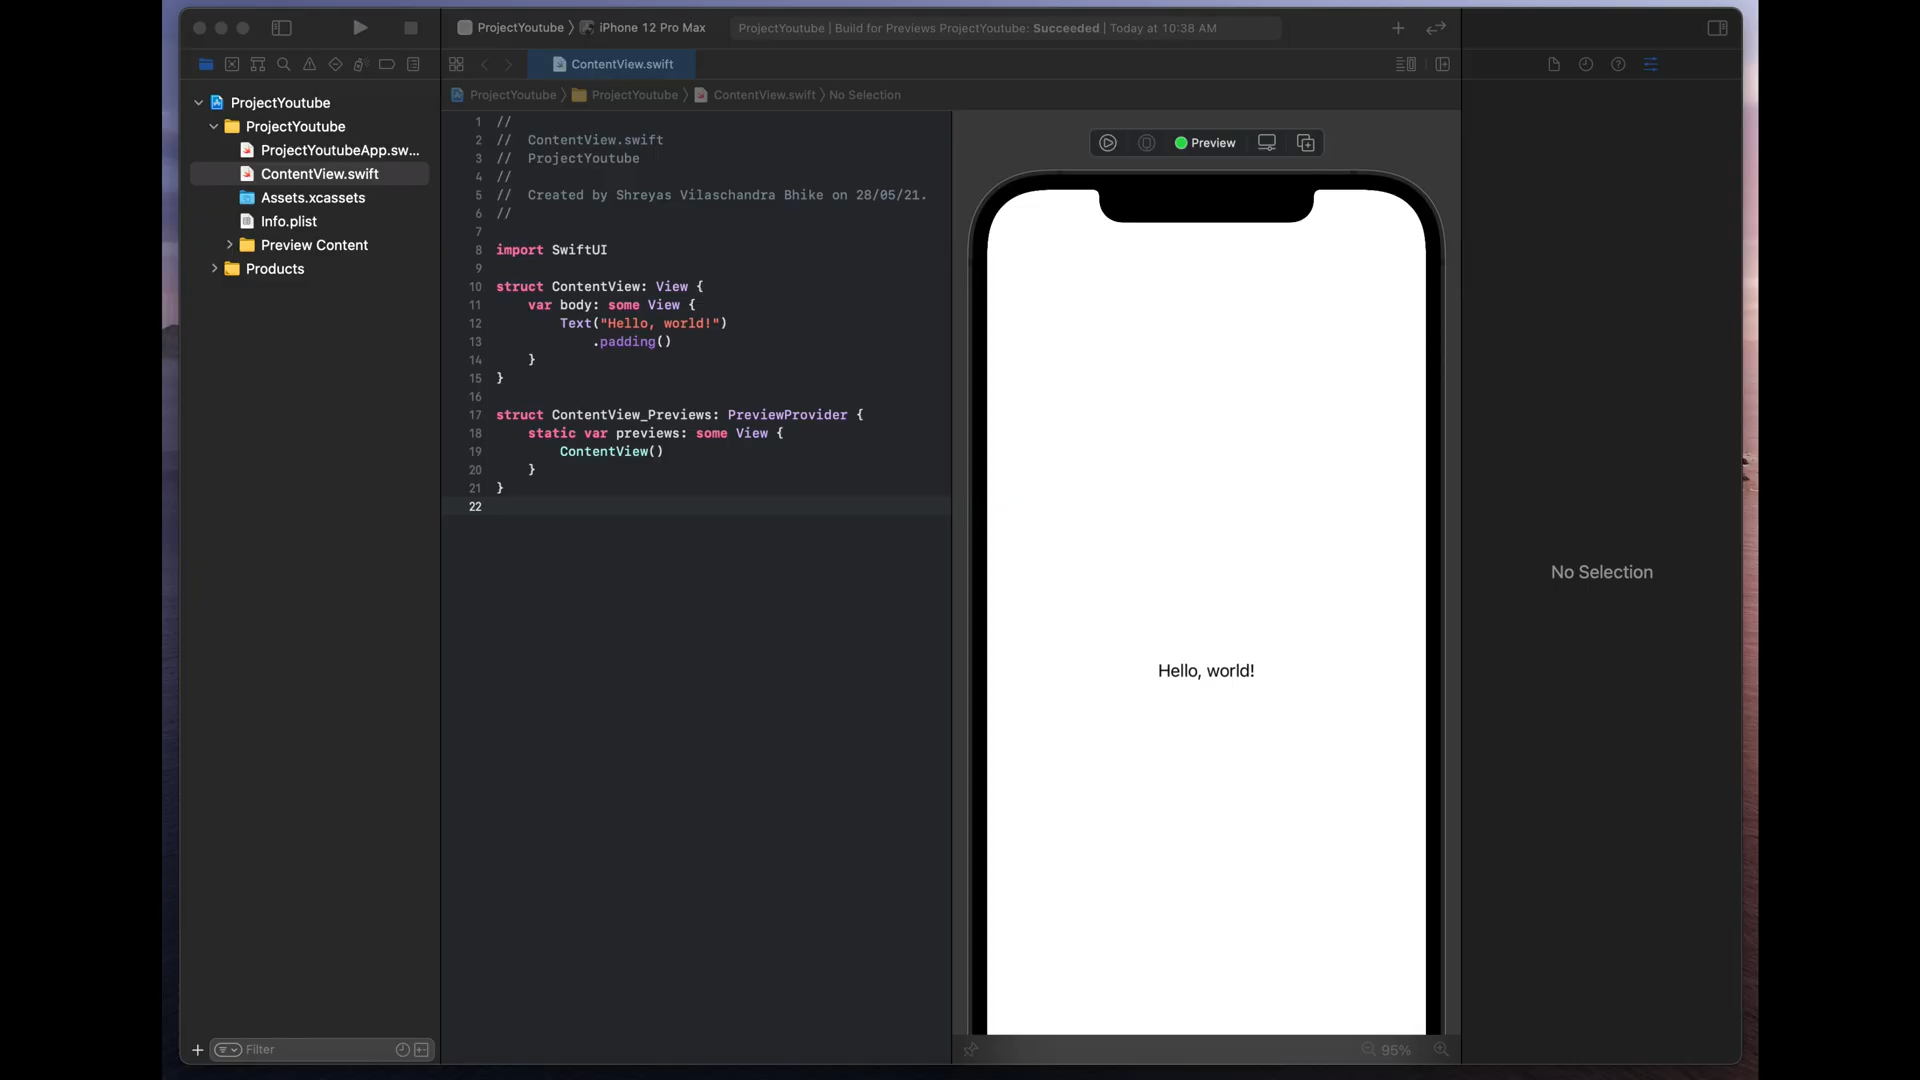 ProjectYoutube 〉 iPhone 12 Pro Max
ProjectYoutube | Build for Previews ProjectYoutube: Succeeded | Today at 10:38 AM
ContentView.swift
ProjectYoutube 〉 ProjectYoutube 〉 ContentView.swift 〉 No Selection
ProjectYoutube
ProjectYoutube
ProjectYoutubeApp.sw...
ContentView.swift
Assets.xcassets
Info.plist
Preview Content
Products
1 //
2 // ContentView.swift
3 // ProjectYoutube
4 //
5 // Created by Shreyas Vilaschandra Bhike on 28/05/21.
6 //
7
8 import SwiftUI
9
10 struct ContentView: View {
11 var body: some View {
12 Text("Hello, world!")
13 .padding()
14 }
15 }
16
17 struct ContentView_Previews: PreviewProvider {
18 static var previews: some View {
19 ContentView()
20 }
21 }
22
Preview
Hello, world!
No Selection
Filter
95%